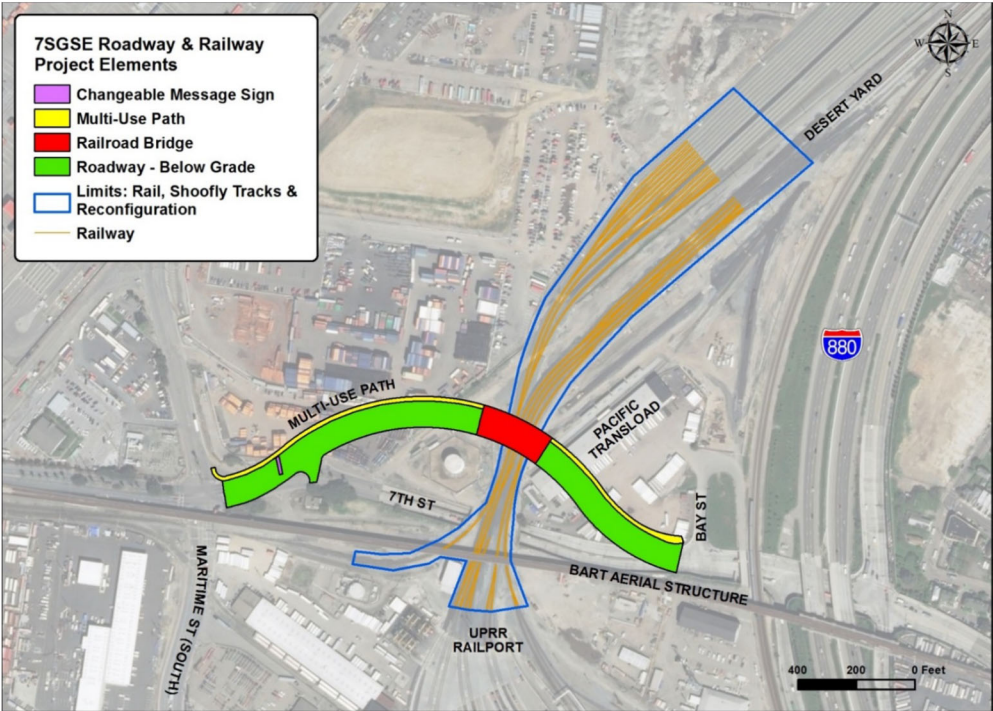 7SGSE Roadway & Railway
Project Elements
Changeable Message Sign
Multi-Use Path
Railroad Bridge
Roadway - Below Grade
Limits: Rail, Shoofly Tracks &
Reconfiguration
Railway
N
W
E
S
DESERT YARD
880
MULTI-USE PATH
PACIFIC
TRANSLOAD
7TH ST
BAY ST
BART AERIAL STRUCTURE
MARITIME ST (SOUTH)
UPRR
RAILPORT
400 200 0 Feet